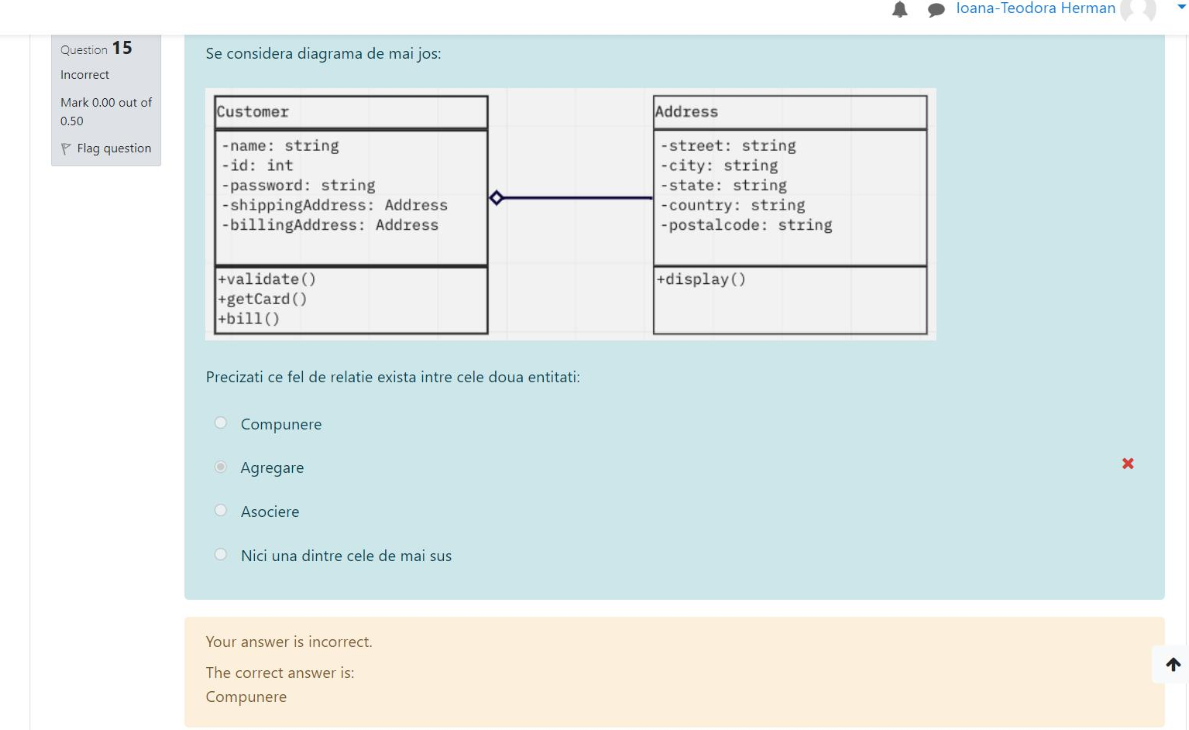 Ioana-Teodora Herman
Question 15
Incorrect
Mark 0.00 out of
0.50
Flag question
Se considera diagrama de mai jos:
Customer
-name: string
-id: int
-password: string
-shippingAddress: Address
-billingAddress: Address
+validate()
+getCard()
+bill()
Address
-street: string
-city: string
-state: string
-country: string
-postalcode: string
+display()
Precizati ce fel de relatie exista intre cele doua entitati:
Compunere
Agregare
Asociere
Nici una dintre cele de mai sus
Your answer is incorrect.
The correct answer is:
Compunere